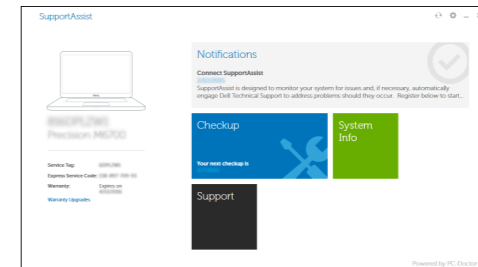 SupportAssist
Notifications
Connect SupportAssist
SupportAssist is designed to monitor your system for issues and, if necessary, automatically
engage Dell Technical Support to address problems should they occur. Register below to start...
Precision M6700
Checkup
System
Info
Your next checkup is
Service Tag:
Express Service Code:
Warranty: Expires on
Warranty Upgrades
Support
Powered by PC-Doctor